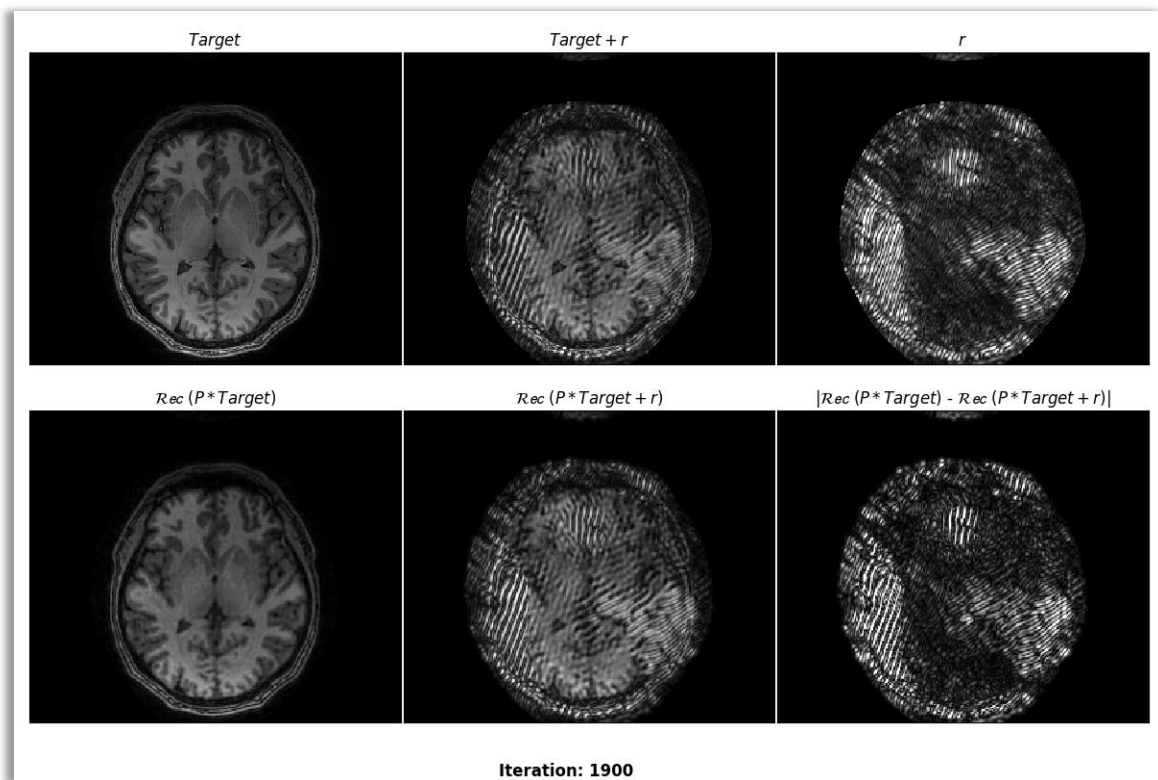 Target
Target + r
r
𝓡ec (P * Target)
𝓡ec (P * Target + r)
|𝓡ec (P * Target) - 𝓡ec (P * Target + r)|
Iteration: 1900